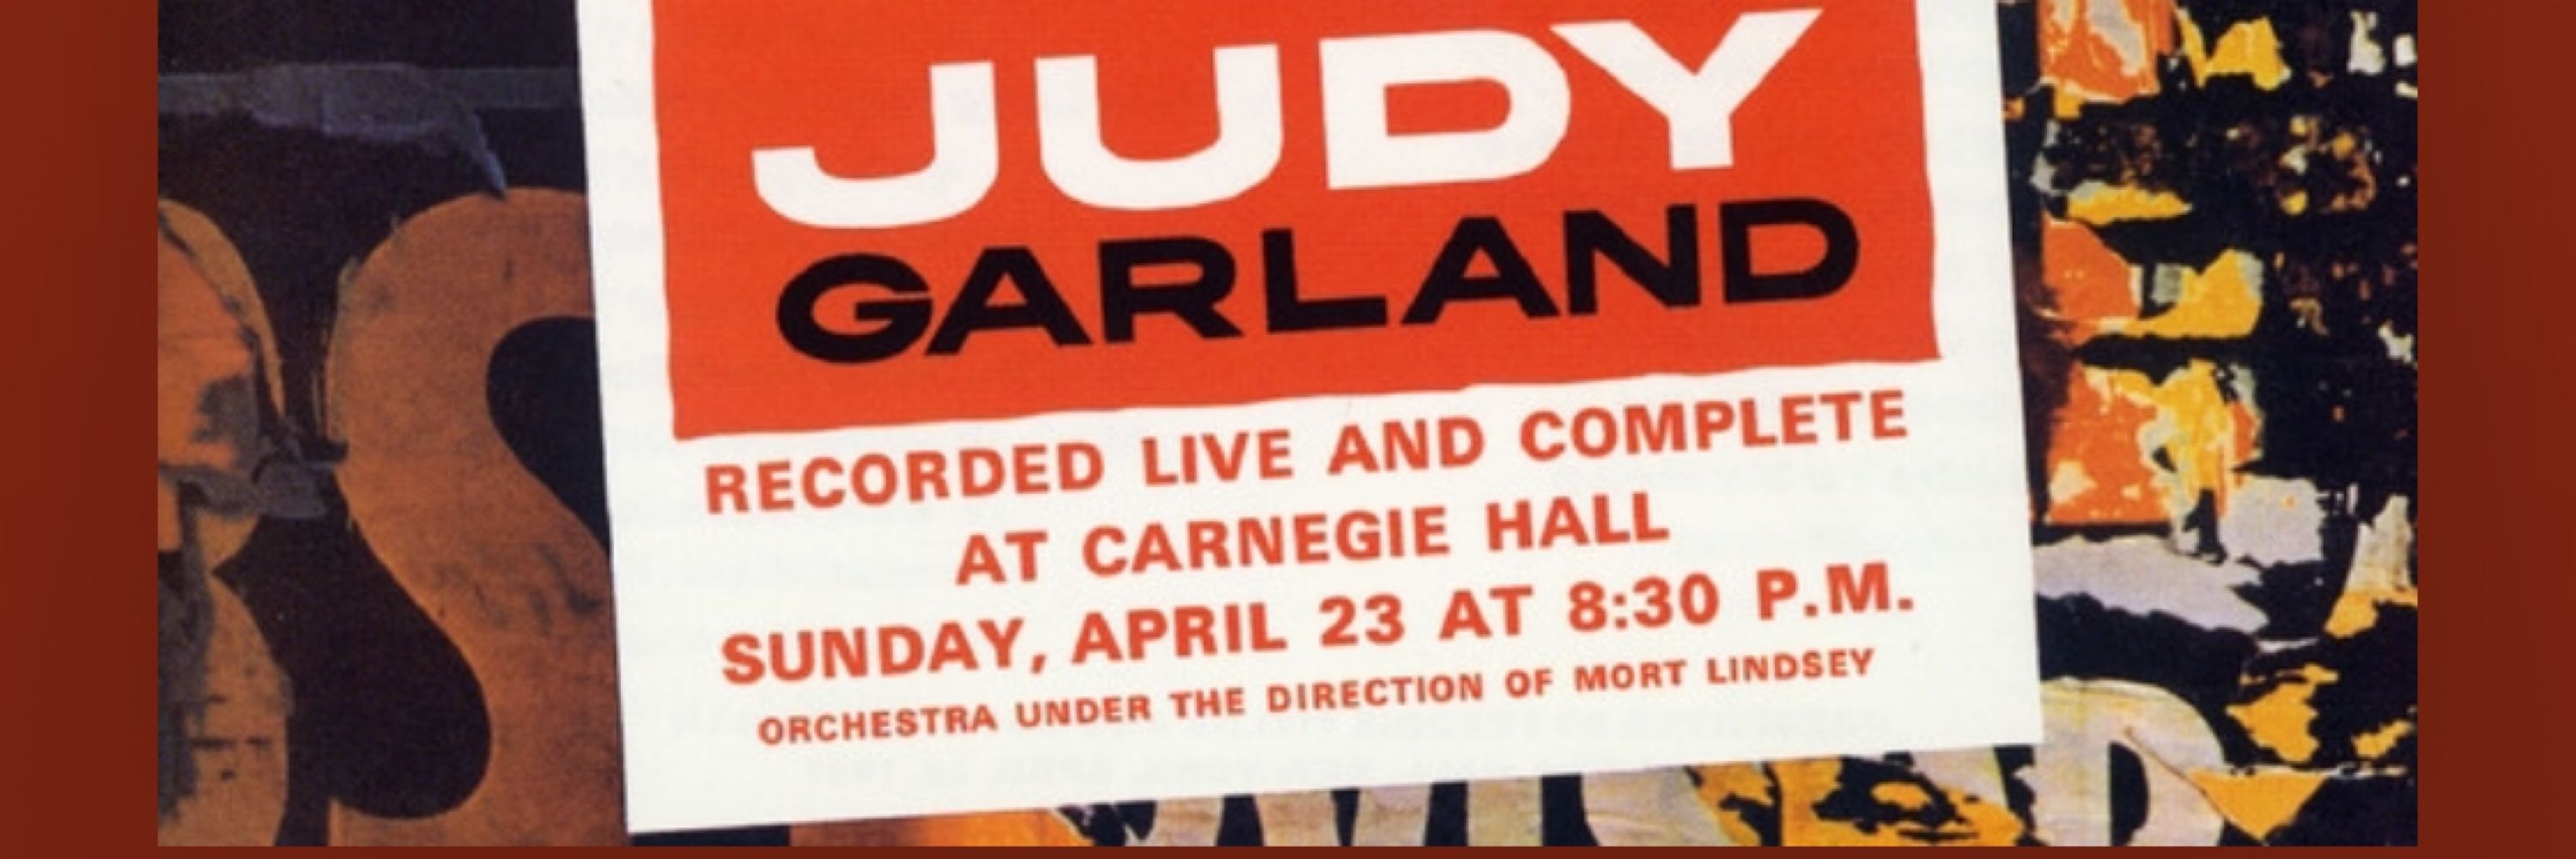 JUDY
GARLAND
RECORDED LIVE AND COMPLETE
AT CARNEGIE HALL
SUNDAY, APRIL 23 AT 8:30 P.M.
ORCHESTRA UNDER THE DIRECTION OF MORT LINDSEY